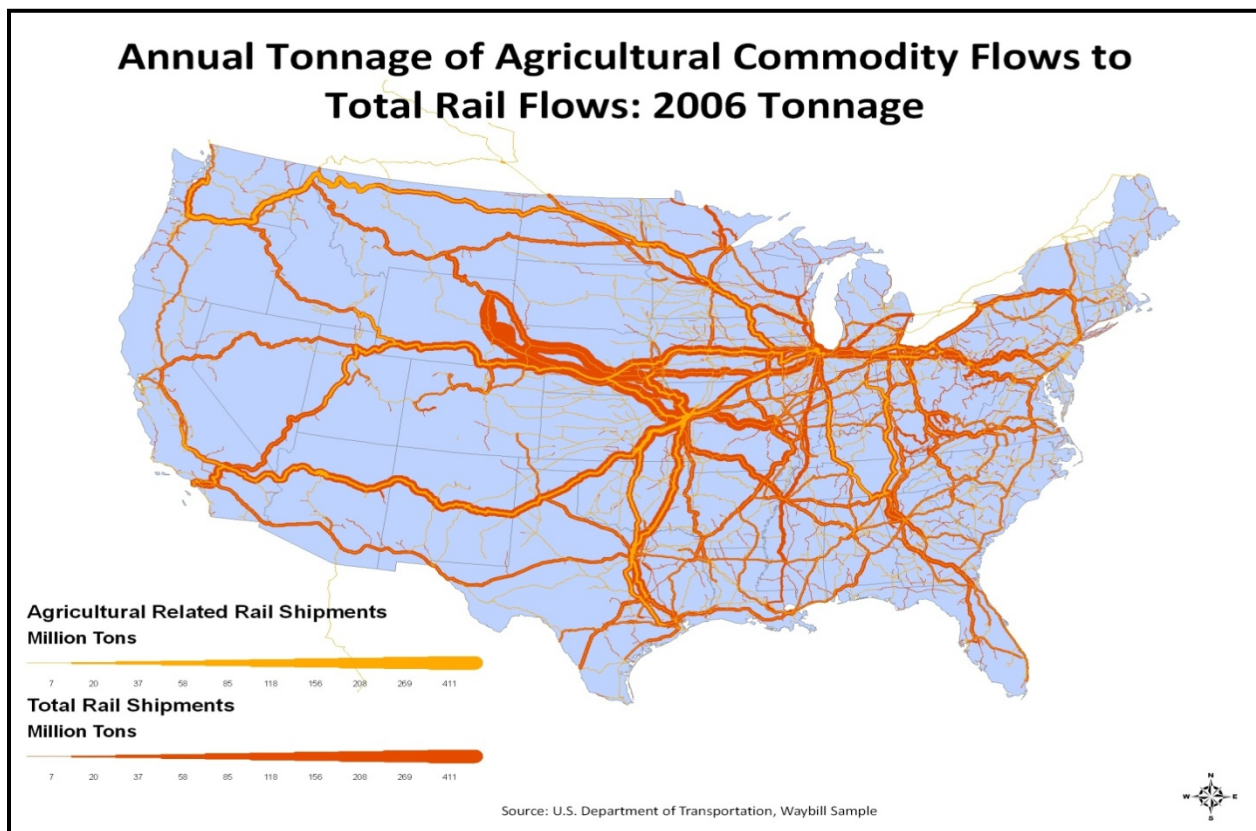 Annual Tonnage of Agricultural Commodity Flows to
Total Rail Flows: 2006 Tonnage
Agricultural Related Rail Shipments
Million Tons
7 20 37 58 85 118 156 208 269 411
Total Rail Shipments
Million Tons
7 20 37 58 85 118 156 208 269 411
Source: U.S. Department of Transportation, Waybill Sample
N
W E
S